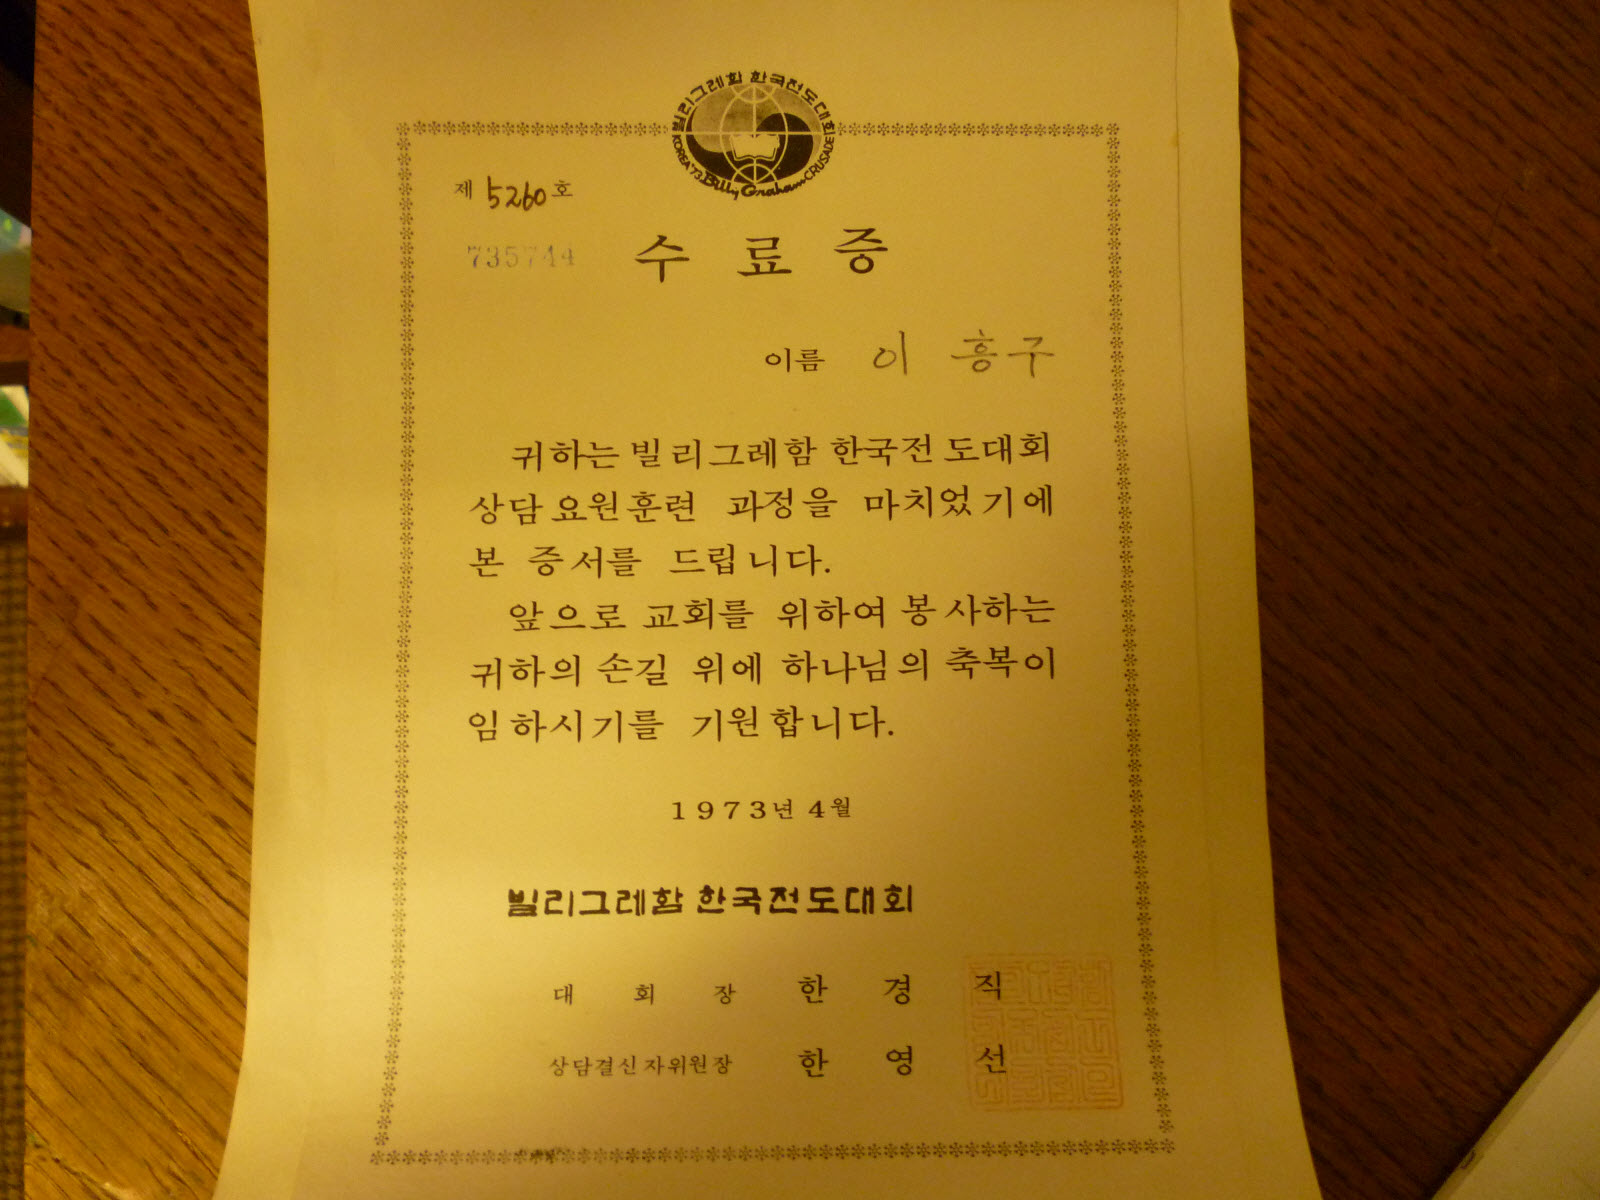 빌리그레함 한국전도대회
KOREA '73 Billy Graham CRUSADE
제 5260 호
735744
수료증
이름 이 흥구
귀하는 빌리그레함 한국전도대회
상담요원훈련 과정을 마치었기에
본 증서를 드립니다.
앞으로 교회를 위하여 봉사하는
귀하의 손길 위에 하나님의 축복이
임하시기를 기원합니다.
1973년 4월
빌리그레함 한국전도대회
대회장 한경직
상담결신자위원장 한영선